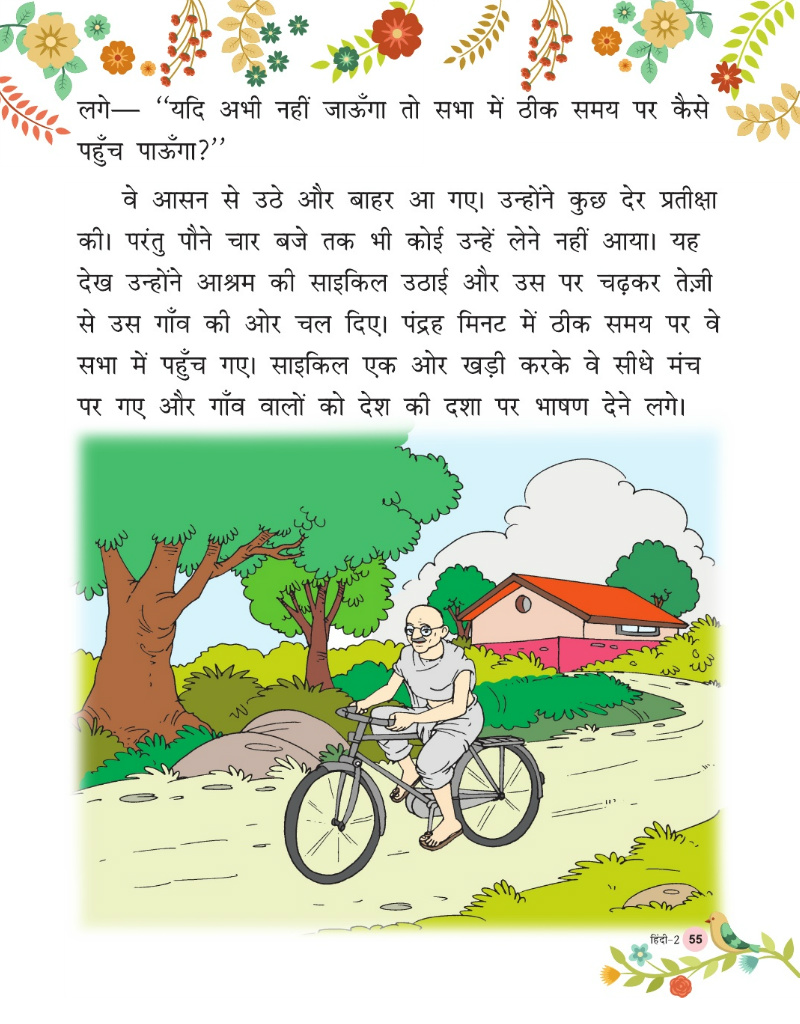 लगे— ‘‘यदि अभी नहीं जाऊँगा तो सभा में ठीक समय पर कैसे
पहुँच पाऊँगा?’’
वे आसन से उठे और बाहर आ गए। उन्होंने कुछ देर प्रतीक्षा
की। परंतु पौने चार बजे तक भी कोई उन्हें लेने नहीं आया। यह
देख उन्होंने आश्रम की साइकिल उठाई और उस पर चढ़कर तेज़ी
से उस गाँव की ओर चल दिए। पंद्रह मिनट में ठीक समय पर वे
सभा में पहुँच गए। साइकिल एक ओर खड़ी करके वे सीधे मंच
पर गए और गाँव वालों को देश की दशा पर भाषण देने लगे।
हिंदी-2 55